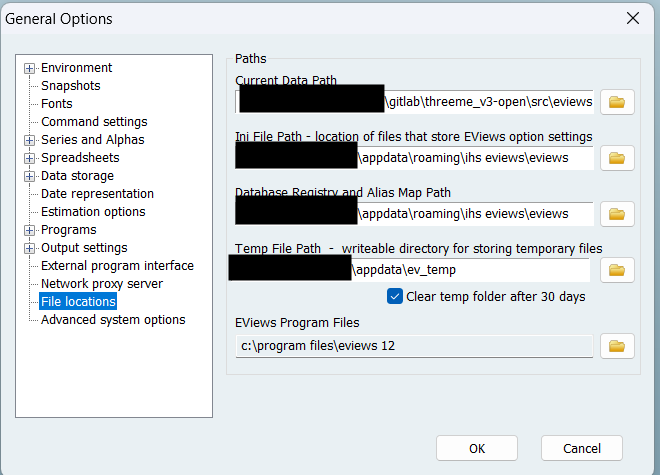 General Options
Environment
Snapshots
Fonts
Command settings
Series and Alphas
Spreadsheets
Data storage
Date representation
Estimation options
Programs
Output settings
External program interface
Network proxy server
File locations
Advanced system options
Paths
Current Data Path
\gitlab\threeme_v3-open\src\eviews
Ini File Path - location of files that store EViews option settings
\appdata\roaming\ihs eviews\eviews
Database Registry and Alias Map Path
\appdata\roaming\ihs eviews\eviews
Temp File Path - writeable directory for storing temporary files
\appdata\ev_temp
Clear temp folder after 30 days
EViews Program Files
c:\program files\eviews 12
OK
Cancel